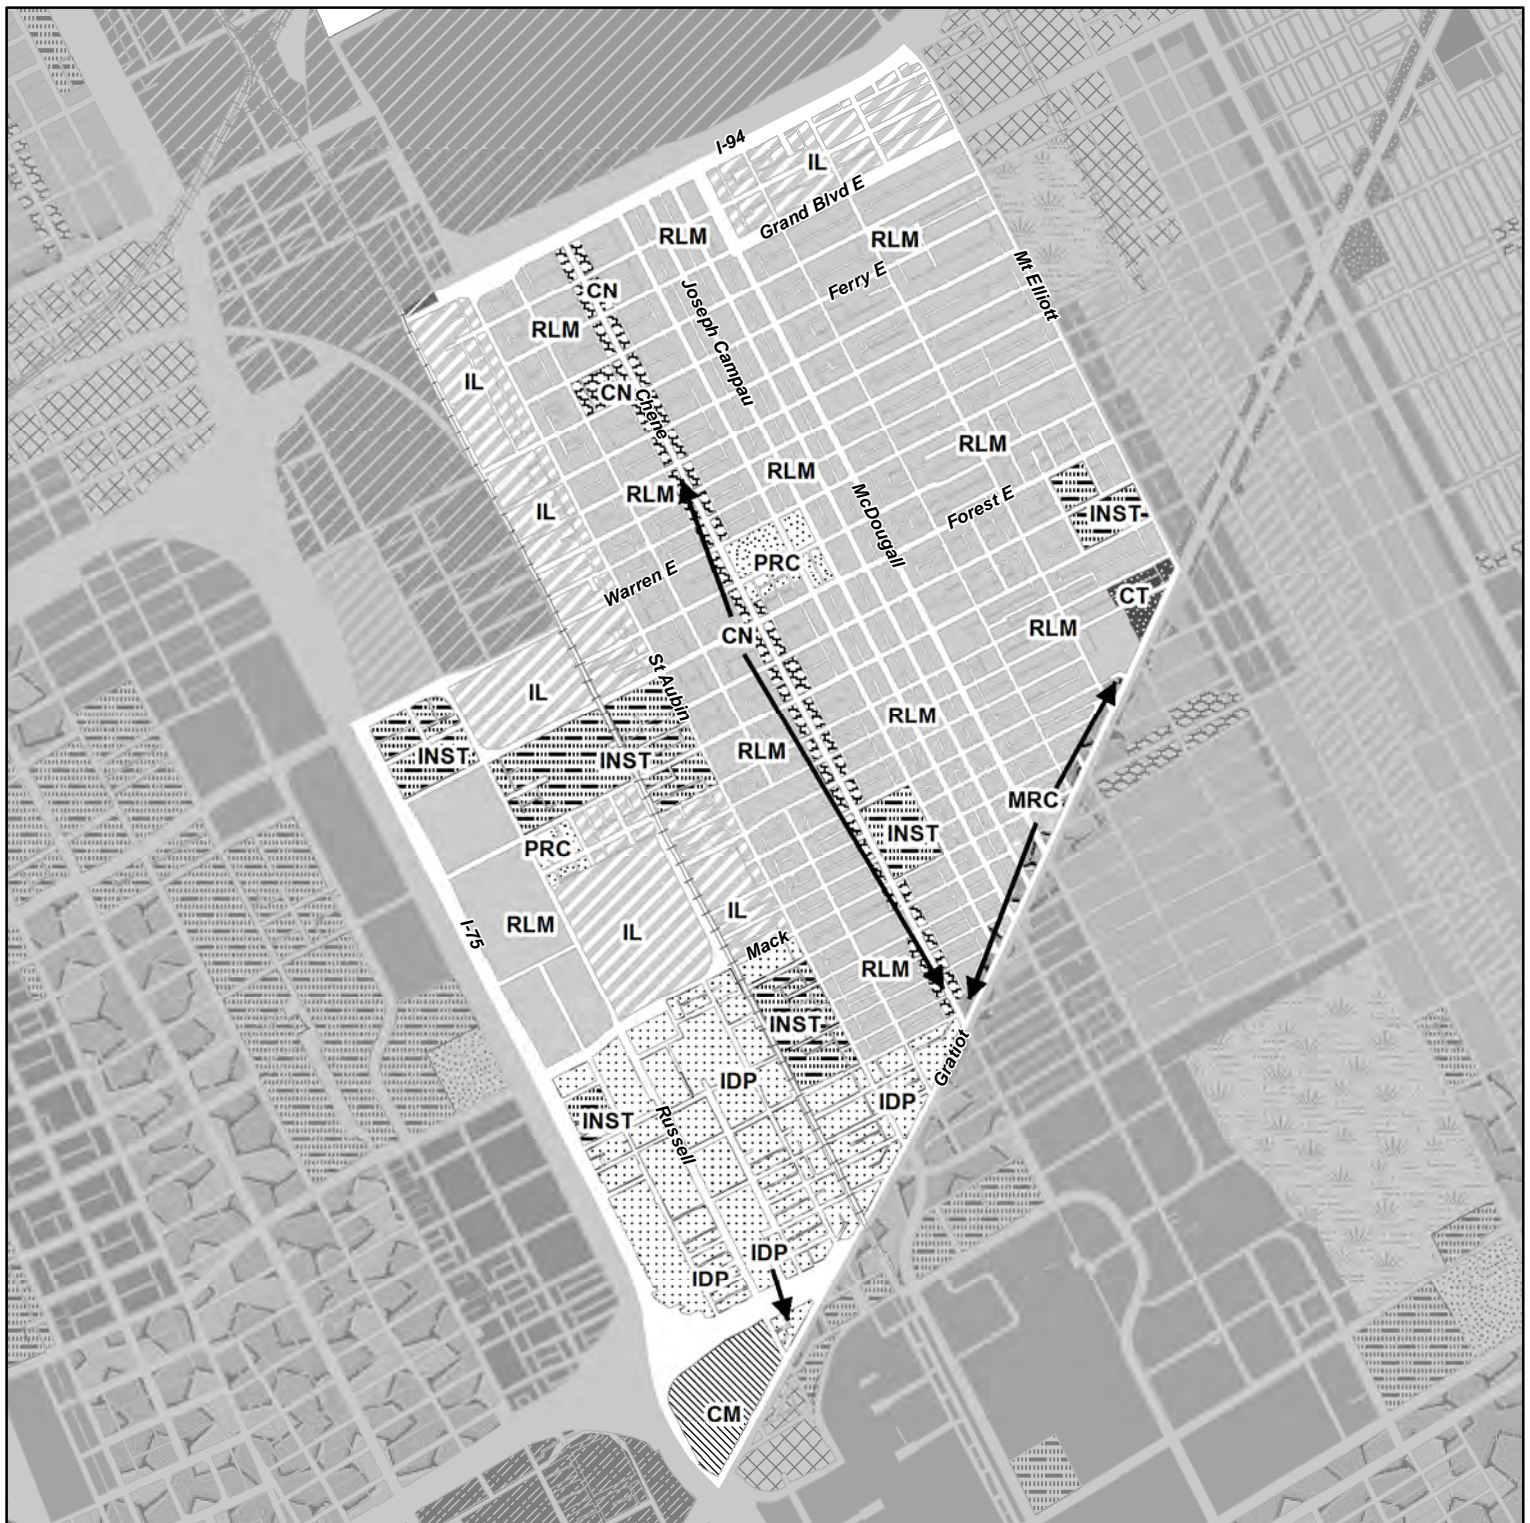 I-94
IL
Grand Blvd E
RLM
RLM
Ferry E
Mt Elliott
CN
Joseph Campau
RLM
IL
CN
Chene
RLM
RLM
RLM
McDougall
Forest E
IL
INST
PRC
Warren E
CT
RLM
CN
St Aubin
IL
RLM
RLM
INST
INST
MRC
INST
PRC
IL
RLM
I-75
IL
Mack
RLM
INST
Gratiot
IDP
IDP
INST
Russell
IDP
IDP
CM